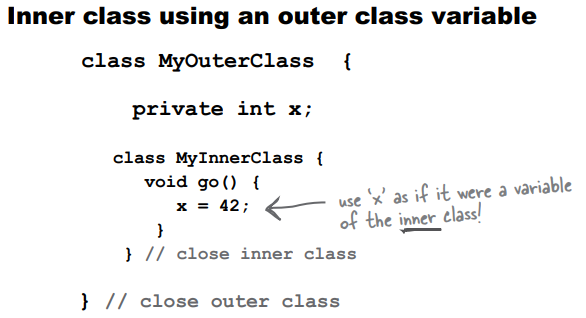 Inner class using an outer class variable
class MyOuterClass {
private int x;
class MyInnerClass {
void go() {
x = 42;
use 'x' as if it were a variable
of the inner class!
}
} // close inner class
} // close outer class